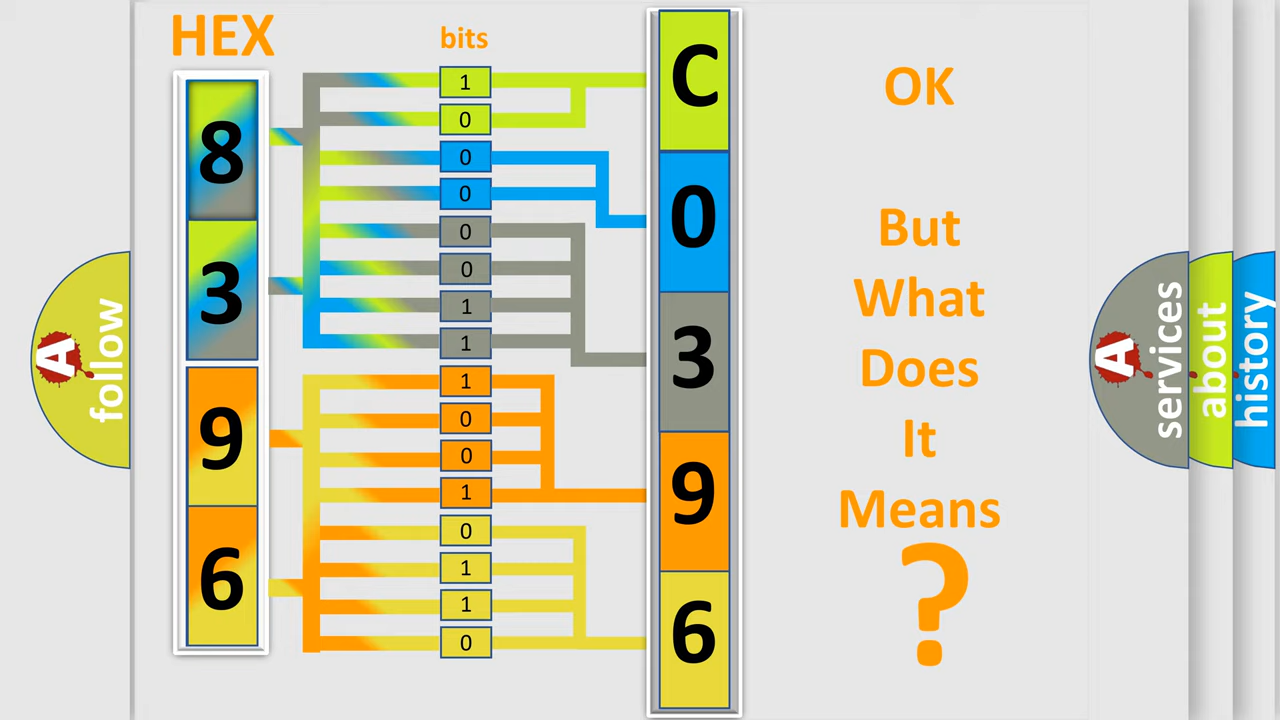 HEX
bits
8
3
9
6
1
0
0
0
0
0
1
1
1
0
0
1
0
1
1
0
C
0
3
9
6
OK
But
What
Does
It
Means
?
A
follow
A
services
about
history